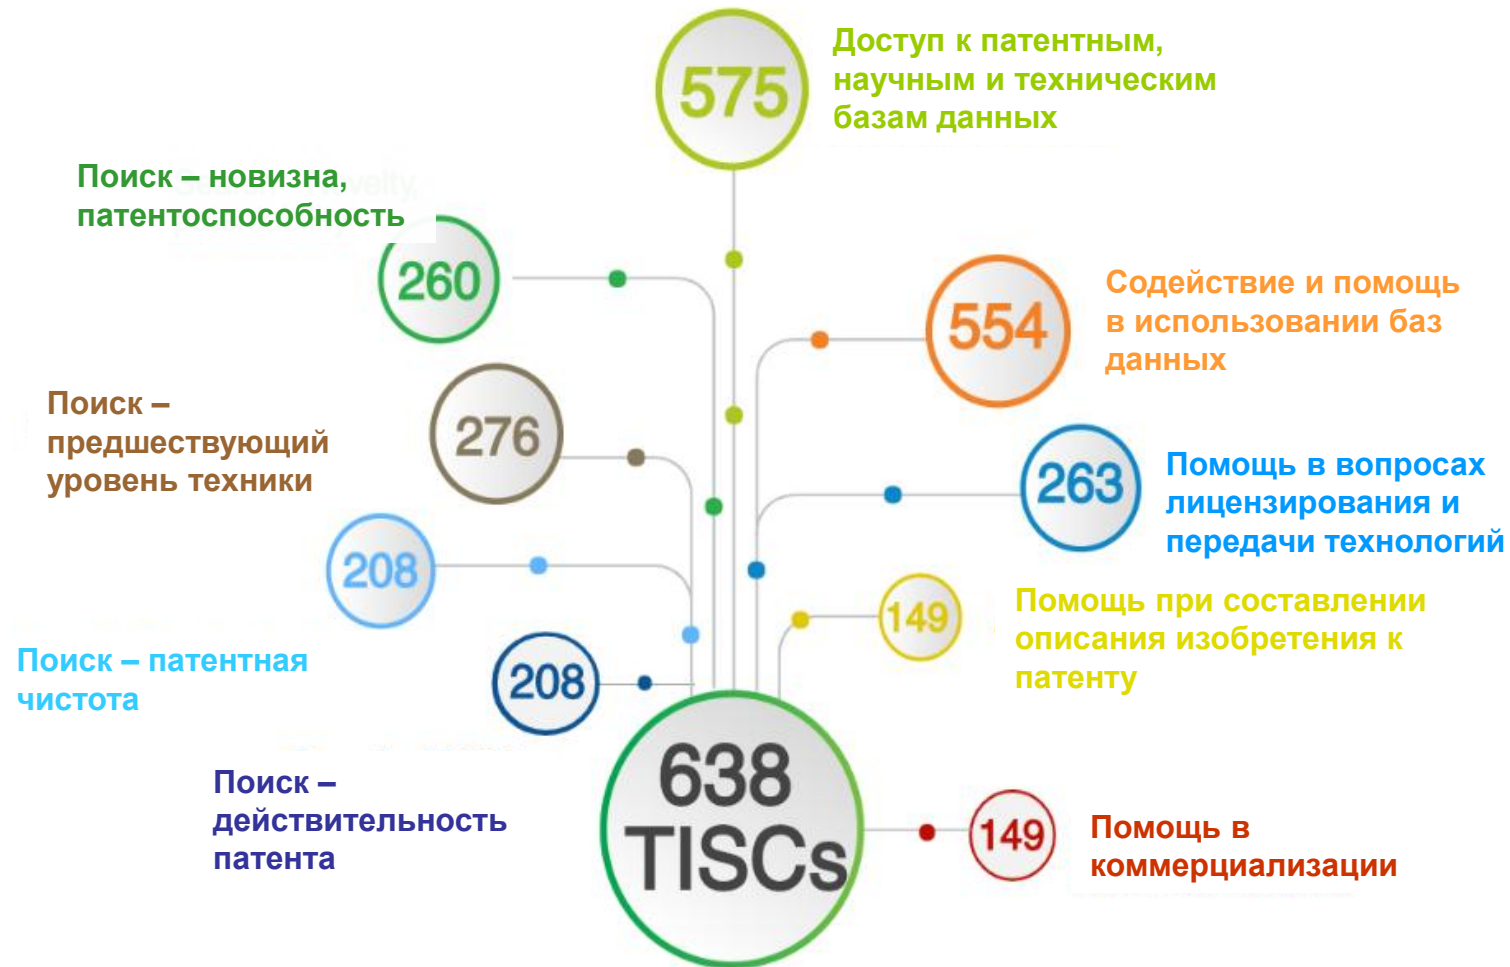 575
Доступ к патентным,
научным и техническим
базам данных
Поиск – новизна,
патентоспособность
260
554
Содействие и помощь
в использовании баз
данных
Поиск –
предшествующий
уровень техники
276
263
Помощь в вопросах
лицензирования и
передачи технологий
208
Поиск – патентная
чистота
149
Помощь при составлении
описания изобретения к
патенту
208
Поиск –
действительность
патента
638
TISCs
149
Помощь в
коммерциализации